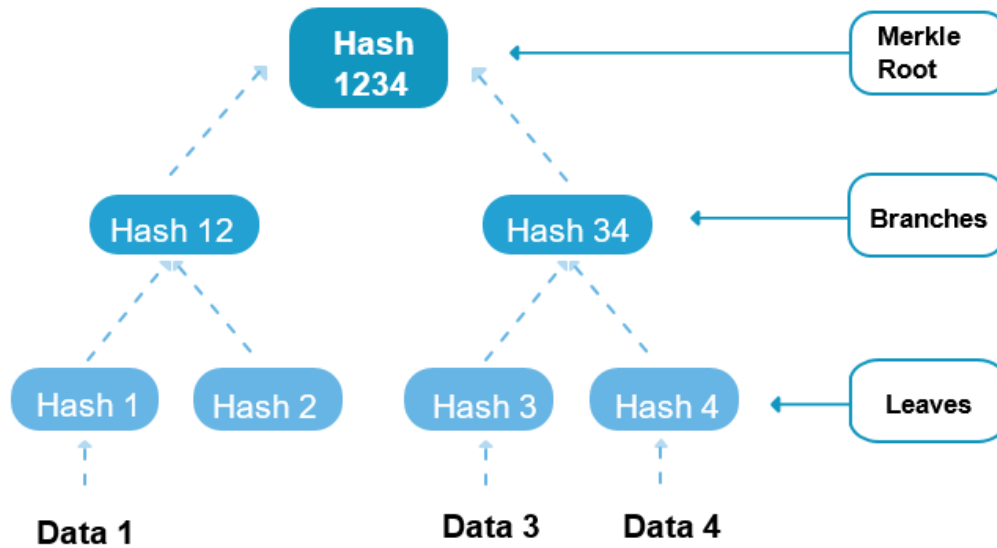 Hash
1234
Merkle
Root
Hash 12
Hash 34
Branches
Hash 1
Hash 2
Hash 3
Hash 4
Leaves
Data 1
Data 3
Data 4